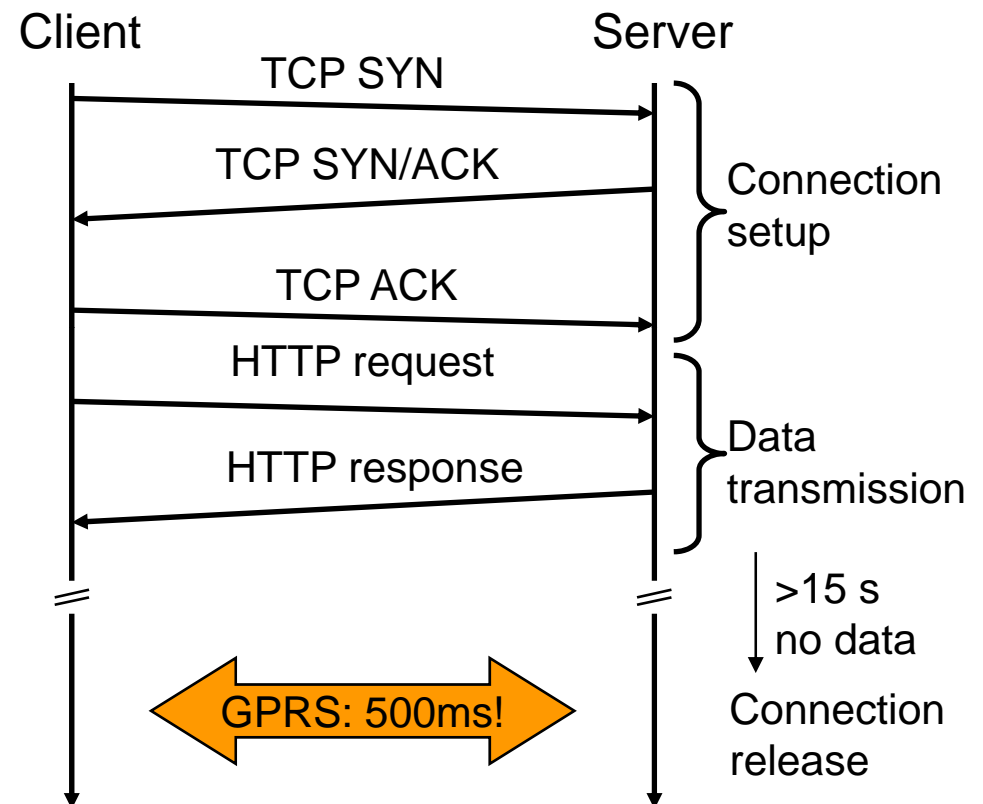 Client
Server
TCP SYN
TCP SYN/ACK
Connection
setup
TCP ACK
HTTP request
Data
transmission
HTTP response
>15 s
no data
GPRS: 500ms!
Connection
release